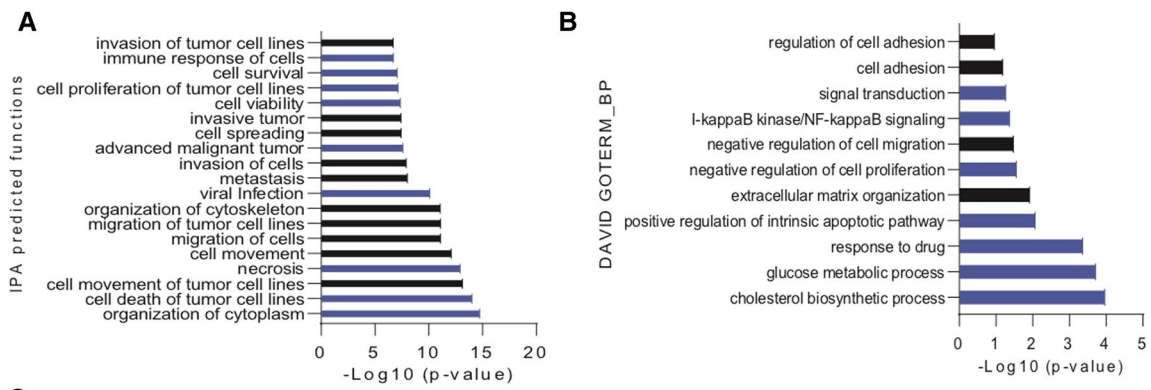 A
IPA predicted functions
invasion of tumor cell lines
immune response of cells
cell survival
cell proliferation of tumor cell lines
cell viability
invasive tumor
cell spreading
advanced malignant tumor
invasion of cells
metastasis
viral Infection
organization of cytoskeleton
migration of tumor cell lines
migration of cells
cell movement
necrosis
cell movement of tumor cell lines
cell death of tumor cell lines
organization of cytoplasm
0 5 10 15 20
-Log10 (p-value)
B
DAVID GOTERM_BP
regulation of cell adhesion
cell adhesion
signal transduction
I-kappaB kinase/NF-kappaB signaling
negative regulation of cell migration
negative regulation of cell proliferation
extracellular matrix organization
positive regulation of intrinsic apoptotic pathway
response to drug
glucose metabolic process
cholesterol biosynthetic process
0 1 2 3 4 5
-Log10 (p-value)